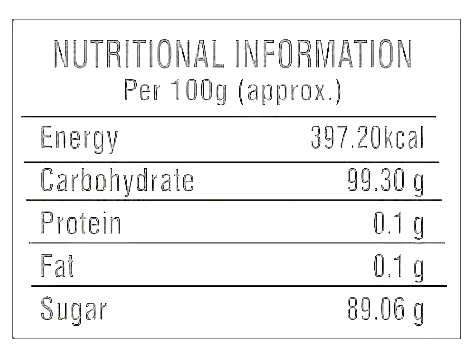 NUTRITIONAL INFORMATION
Per 100g (approx.)
Energy 397.20kcal
Carbohydrate 99.30 g
Protein 0.1 g
Fat 0.1 g
Sugar 89.06 g